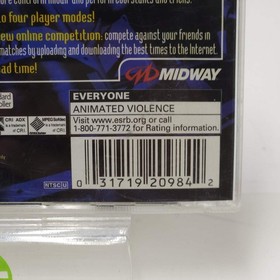 to four player modes!
new online competition: compete against your friends in
matches by uploading and downloading
the best times to the Internet.
MIDWAY
EVERYONE
ANIMATED VIOLENCE
Visit www.esrb.org or call
1-800-771-3772 for Rating information.
CRI ADX
NTSC U
0 31719 20984 2